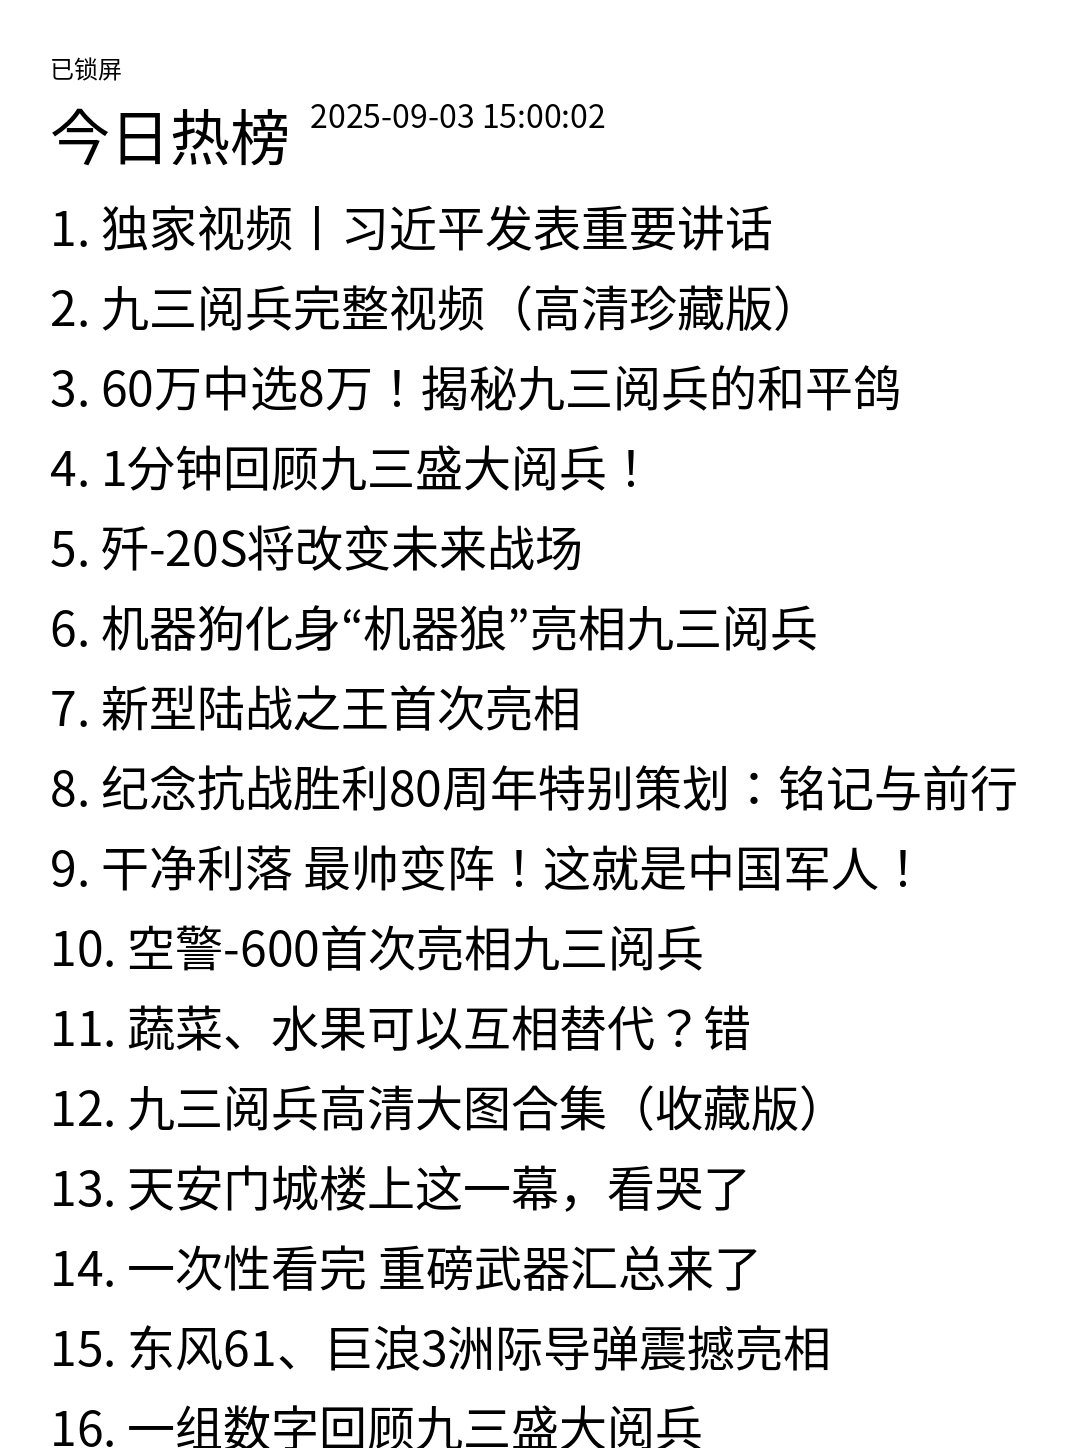 已锁屏
今日热榜 2025-09-03 15:00:02
1. 独家视频丨习近平发表重要讲话
2. 九三阅兵完整视频（高清珍藏版）
3. 60万中选8万！揭秘九三阅兵的和平鸽
4. 1分钟回顾九三盛大阅兵！
5. 歼-20S将改变未来战场
6. 机器狗化身“机器狼”亮相九三阅兵
7. 新型陆战之王首次亮相
8. 纪念抗战胜利80周年特别策划：铭记与前行
9. 干净利落 最帅变阵！这就是中国军人！
10. 空警-600首次亮相九三阅兵
11. 蔬菜、水果可以互相替代？错
12. 九三阅兵高清大图合集（收藏版）
13. 天安门城楼上这一幕，看哭了
14. 一次性看完 重磅武器汇总来了
15. 东风61、巨浪3洲际导弹震撼亮相
16. 一组数字回顾九三盛大阅兵